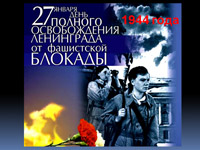 27 ЯНВАРЯ
ДЕНЬ
1944 года
ПОЛНОГО
ОСВОБОЖДЕНИЯ
ЛЕНИНГРАДА
от фашистской
БЛОКАДЫ